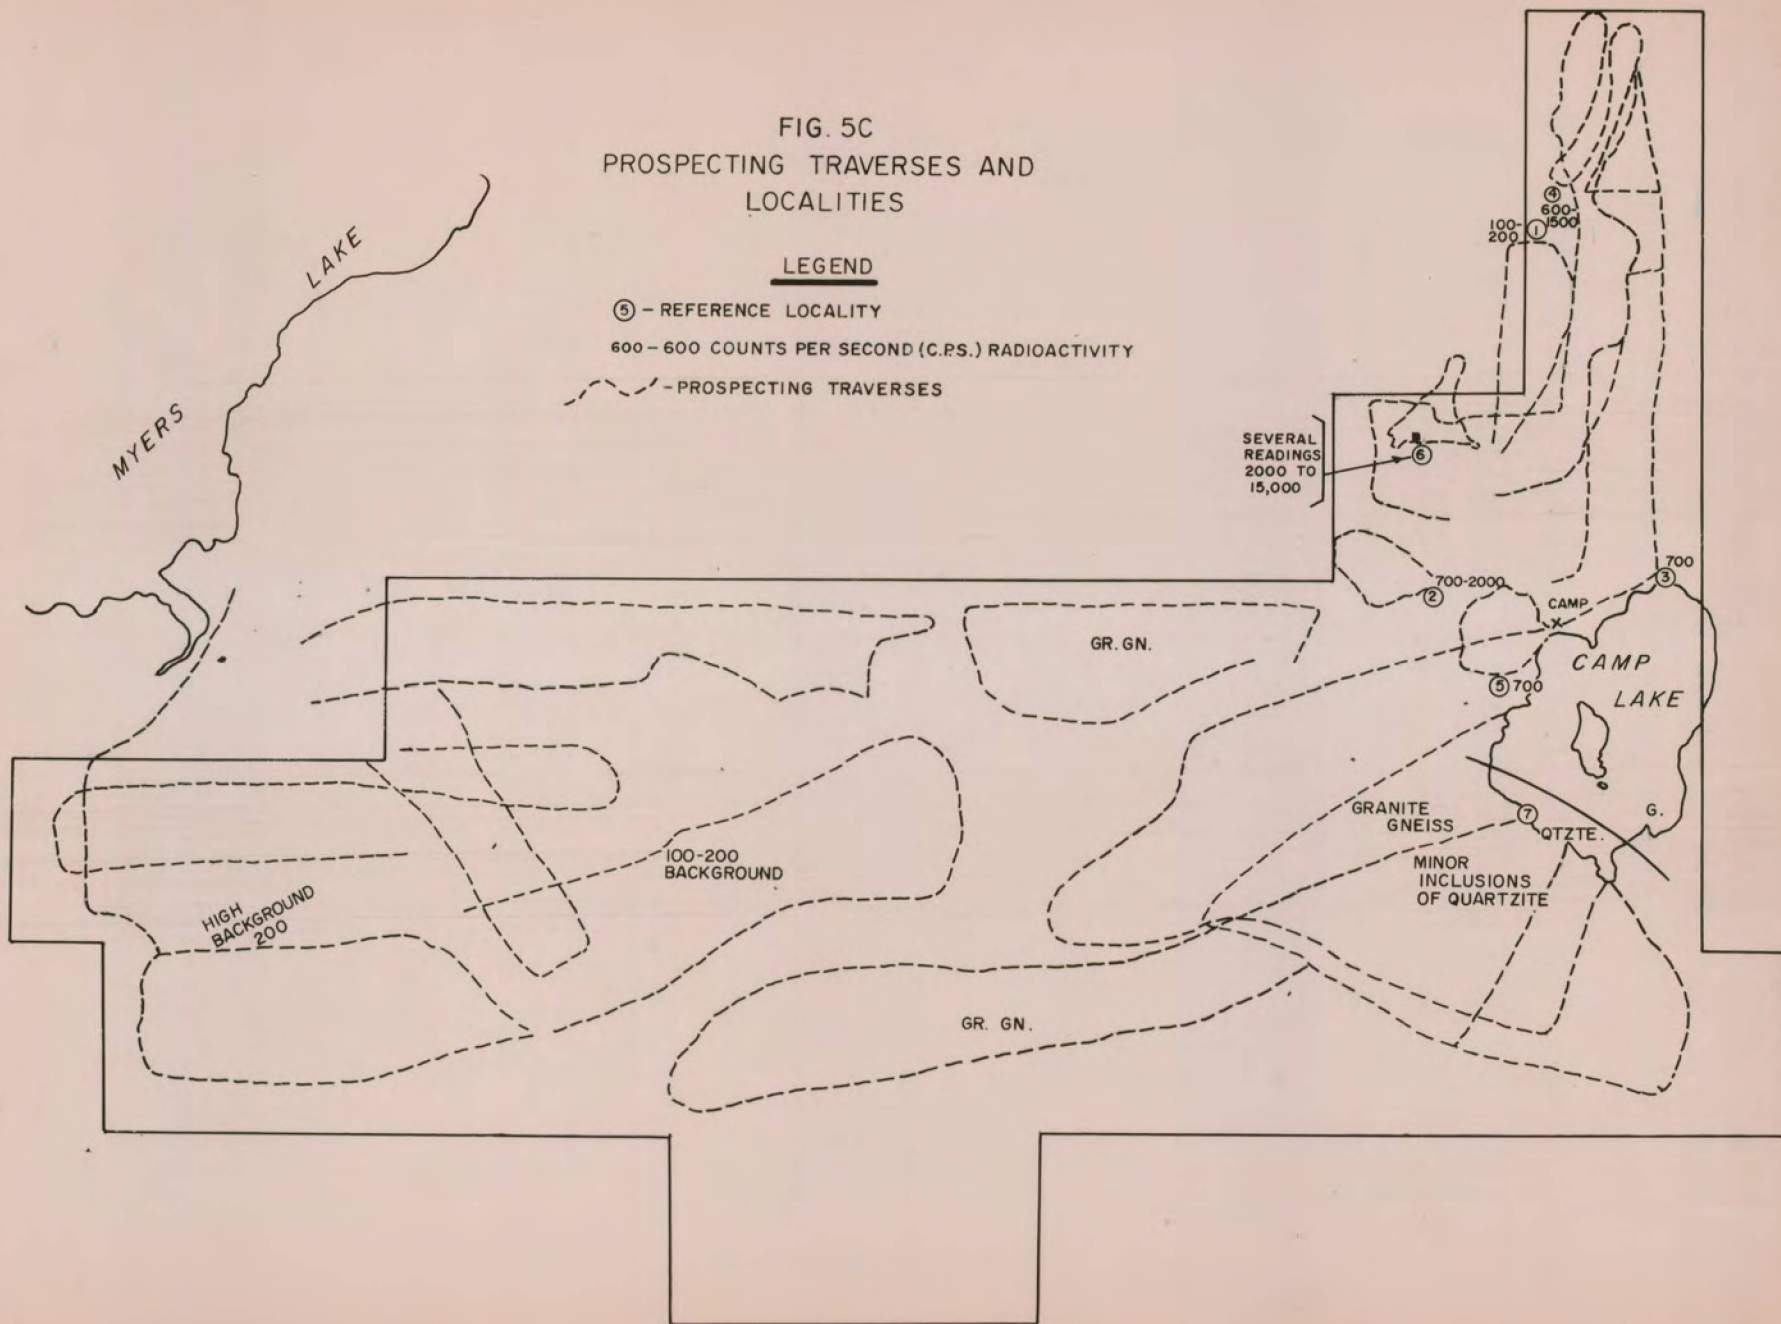 FIG. 5C
PROSPECTING TRAVERSES AND
LOCALITIES
LEGEND
⑤ - REFERENCE LOCALITY
600 - 600 COUNTS PER SECOND (C.P.S.) RADIOACTIVITY
- PROSPECTING TRAVERSES
MYERS LAKE
④
600-
1500
100-
200
①
SEVERAL
READINGS
2000 TO
15,000
⑥
700
③
700-2000
②
CAMP
X
GR. GN.
CAMP
LAKE
⑤ 700
GRANITE
GNEISS
⑦
QTZTE.
G.
MINOR
INCLUSIONS
OF QUARTZITE
100-200
BACKGROUND
HIGH
BACKGROUND
200
GR. GN.